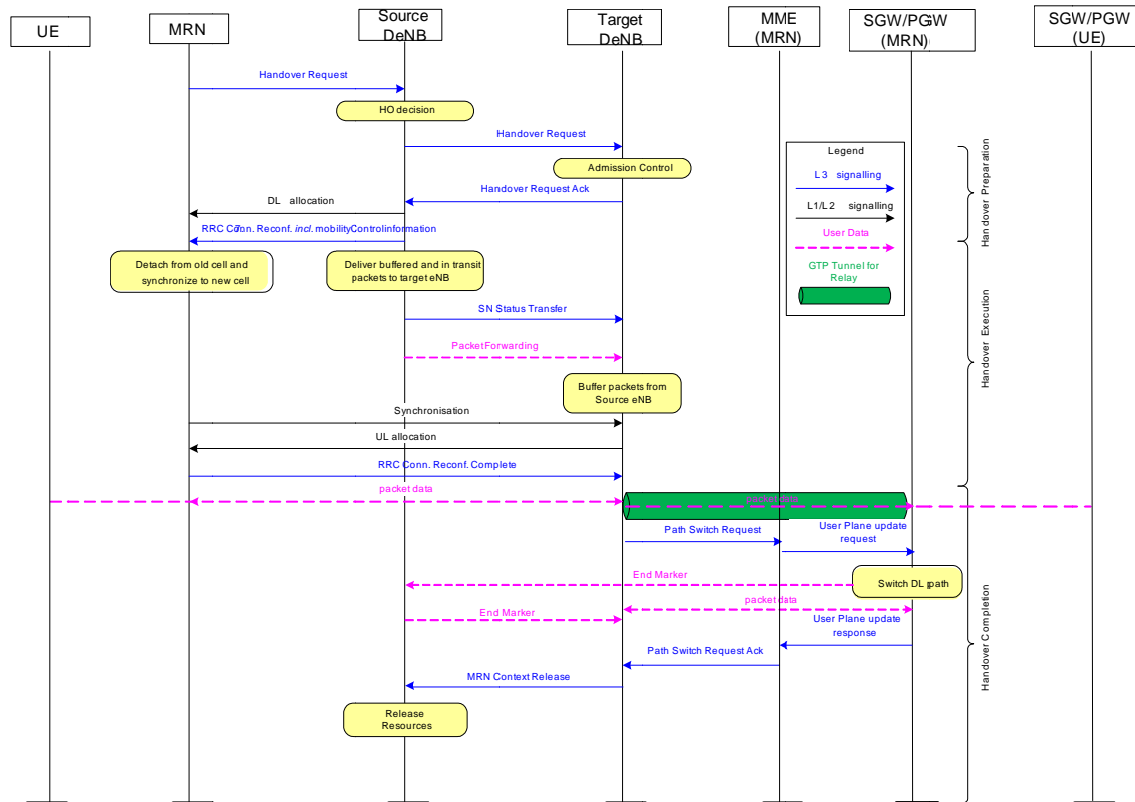 UE
MRN
Source
DeNB
Target
DeNB
MME
(MRN)
SGW/PGW
(MRN)
SGW/PGW
(UE)
Handover Request
HO decision
Handover Request
Admission Control
Handover Request Ack
DL allocation
RRC Conn. Reconf. incl. mobilityControlinformation
Detach from old cell and
synchronize to new cell
Deliver buffered and in transit
packets to target eNB
SN Status Transfer
Packet Forwarding
Buffer packets from
Source eNB
Synchronisation
UL allocation
RRC Conn. Reconf. Complete
packet data
Path Switch Request
User Plane update
request
End Marker
Switch DL path
packet data
End Marker
User Plane update
response
Path Switch Request Ack
MRN Context Release
Release
Resources
Legend
L3 signalling
L1/L2 signalling
User Data
GTP Tunnel for
Relay
Handover Preparation
Handover Execution
Handover Completion